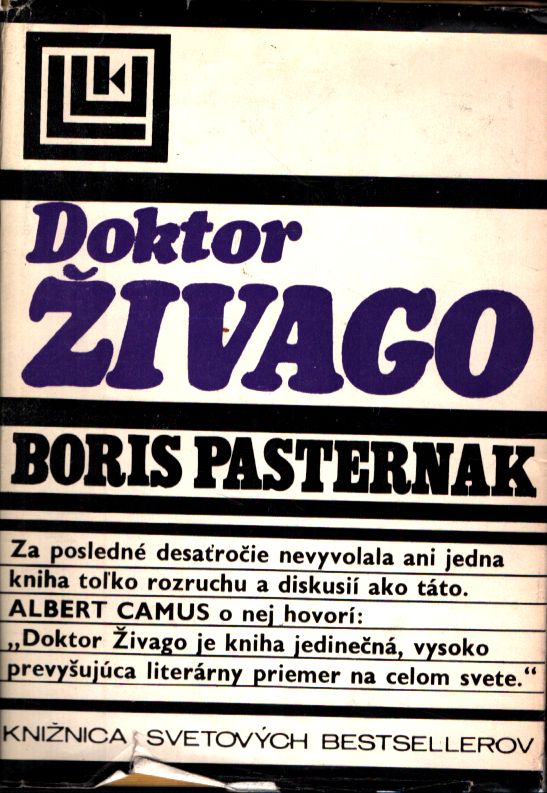 Doktor
ŽIVAGO
BORIS PASTERNAK
Za posledné desaťročie nevyvolala ani jedna
kniha toľko rozruchu a diskusií ako táto.
ALBERT CAMUS o nej hovorí:
„Doktor Živago je kniha jedinečná, vysoko
prevyšujúca literárny priemer na celom svete.“
KNIŽNICA SVETOVÝCH BESTSELLEROV